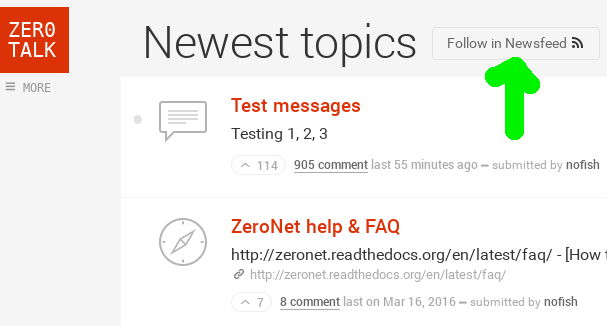 ZER0
TALK
≡ MORE
Newest topics
Follow in Newsfeed
Test messages
Testing 1, 2, 3
114 905 comment last 55 minutes ago ━ submitted by nofish
ZeroNet help & FAQ
http://zeronet.readthedocs.org/en/latest/faq/ - [How
http://zeronet.readthedocs.org/en/latest/faq/
7 8 comment last on Mar 16, 2016 ━ submitted by nofish